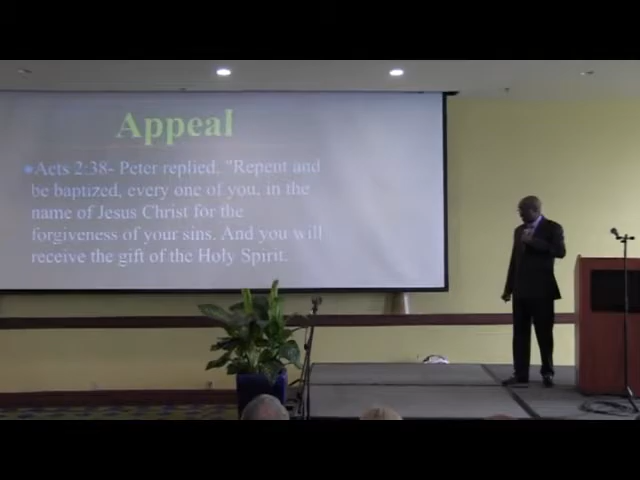 Appeal
•Acts 2:38- Peter replied, "Repent and
be baptized, every one of you, in the
name of Jesus Christ for the
forgiveness of your sins. And you will
receive the gift of the Holy Spirit.